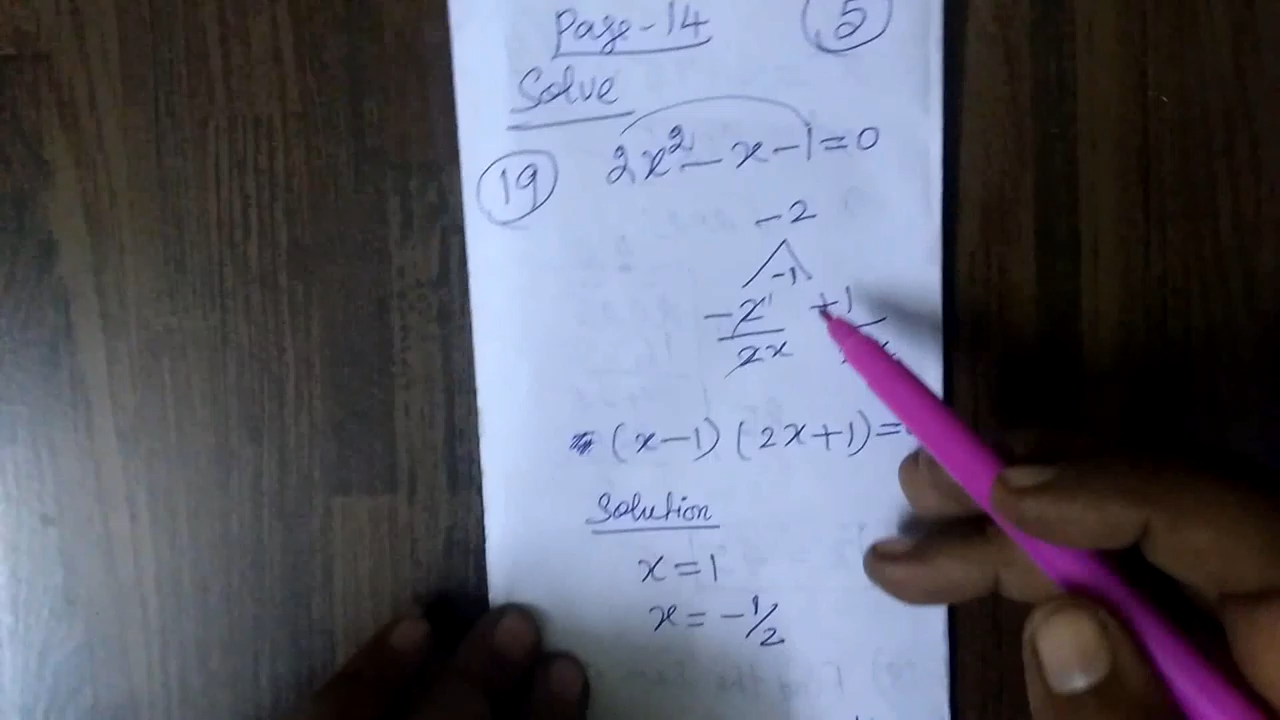 Page-14 5
Solve
19 2x² - x - 1 = 0
-2
-1
-2 +1
2x
(x-1) (2x+1) =
Solution
x = 1
x = -1/2